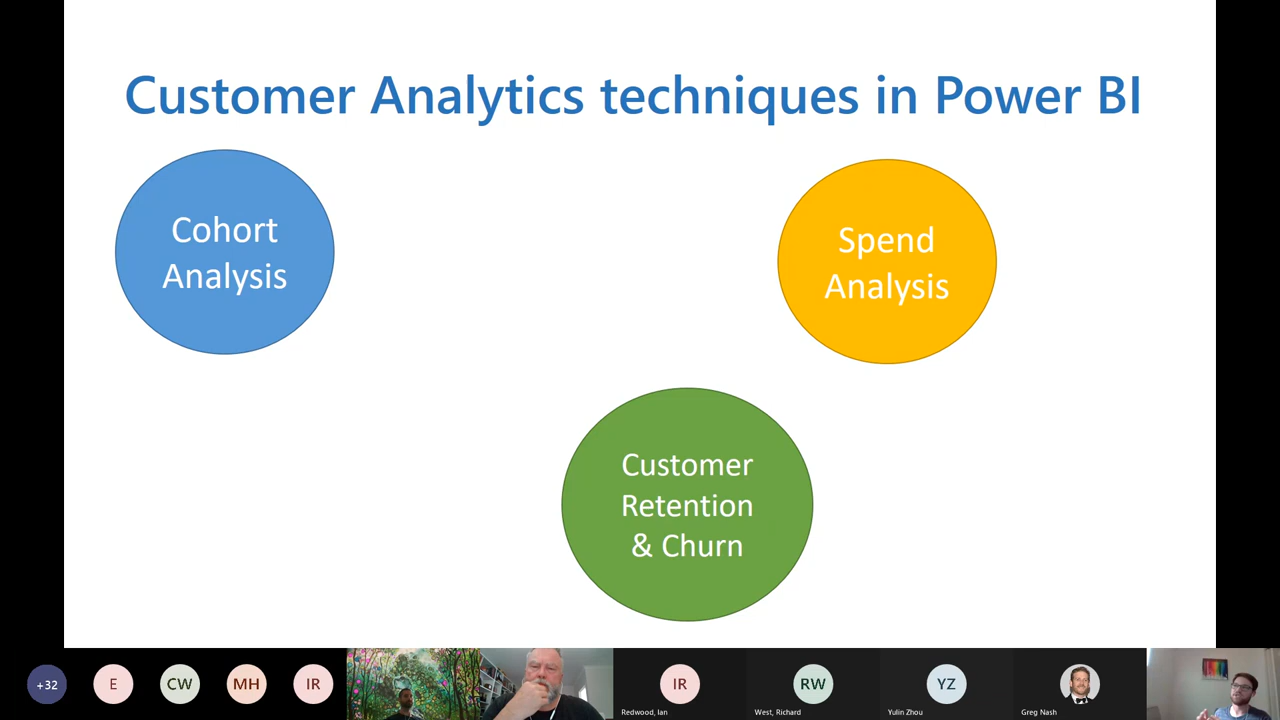 Customer Analytics techniques in Power BI
Cohort
Analysis
Spend
Analysis
Customer
Retention
& Churn
+32
E
CW
MH
IR
IR
RW
YZ
Redwood, Ian
West, Richard
Yulin Zhou
Greg Nash